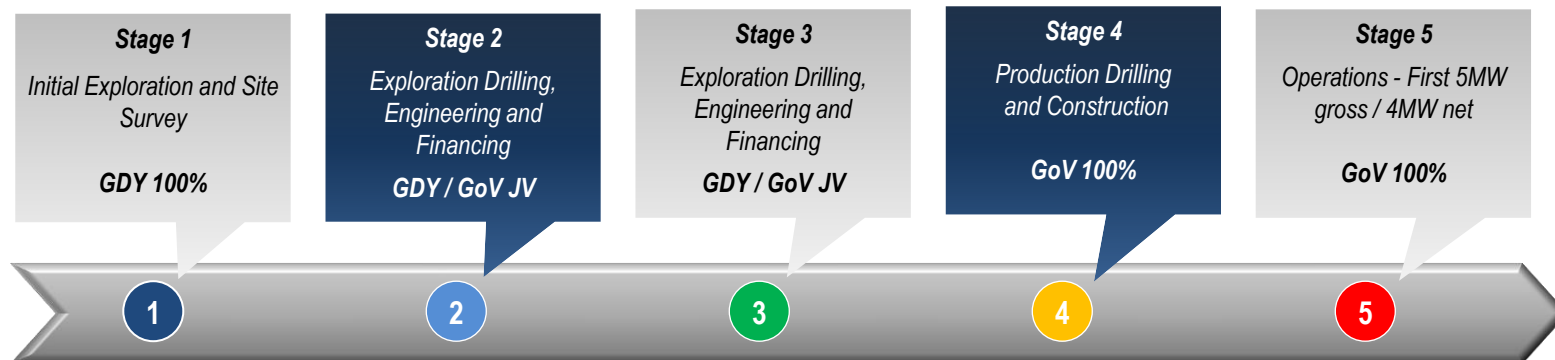 Stage 1
Initial Exploration and Site
Survey
GDY 100%
Stage 2
Exploration Drilling,
Engineering and
Financing
GDY / GoV JV
Stage 3
Exploration Drilling,
Engineering and
Financing
GDY / GoV JV
Stage 4
Production Drilling
and Construction
GoV 100%
Stage 5
Operations - First 5MW
gross / 4MW net
GoV 100%
1
2
3
4
5